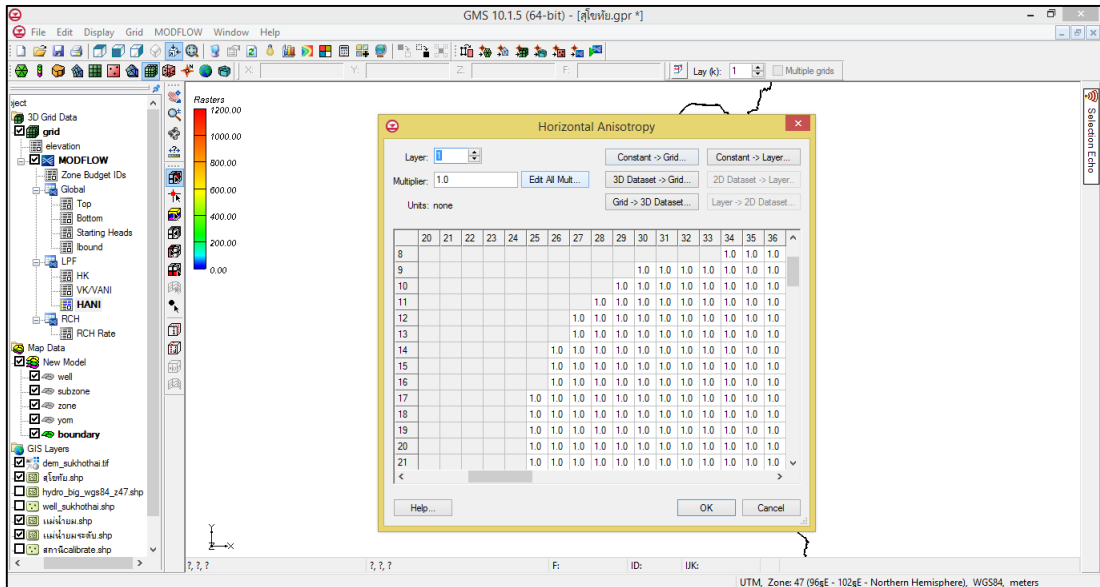 GMS 10.1.5 (64-bit) - [สุโขทัย.gpr *]
File Edit Display Grid MODFLOW Window Help
X: Y: Z: F: Lay (k): 1 Multiple grids
ject
3D Grid Data
grid
elevation
MODFLOW
Zone Budget IDs
Global
Top
Bottom
Starting Heads
Ibound
LPF
HK
VK/VANI
HANI
RCH
RCH Rate
Map Data
New Model
well
subzone
zone
yom
boundary
GIS Layers
dem_sukhothai.tif
สุโขทัย.shp
hydro_big_wgs84_z47.shp
well_sukhothai.shp
แม่น้ำยม.shp
แม่น้ำยมระดับ.shp
สถานีcalibrate.shp
Rasters
1200.00
1000.00
800.00
600.00
400.00
200.00
0.00
Horizontal Anisotropy
Layer: 1 Constant -> Grid... Constant -> Layer...
Multiplier: 1.0 Edit All Mult... 3D Dataset -> Grid... 2D Dataset -> Layer...
Units: none Grid -> 3D Dataset... Layer -> 2D Dataset...
20 21 22 23 24 25 26 27 28 29 30 31 32 33 34 35 36
8 1.0 1.0 1.0
9 1.0 1.0 1.0 1.0 1.0 1.0 1.0
10 1.0 1.0 1.0 1.0 1.0 1.0 1.0 1.0
11 1.0 1.0 1.0 1.0 1.0 1.0 1.0 1.0 1.0
12 1.0 1.0 1.0 1.0 1.0 1.0 1.0 1.0 1.0 1.0
13 1.0 1.0 1.0 1.0 1.0 1.0 1.0 1.0 1.0 1.0
14 1.0 1.0 1.0 1.0 1.0 1.0 1.0 1.0 1.0 1.0 1.0
15 1.0 1.0 1.0 1.0 1.0 1.0 1.0 1.0 1.0 1.0 1.0
16 1.0 1.0 1.0 1.0 1.0 1.0 1.0 1.0 1.0 1.0 1.0
17 1.0 1.0 1.0 1.0 1.0 1.0 1.0 1.0 1.0 1.0 1.0 1.0
18 1.0 1.0 1.0 1.0 1.0 1.0 1.0 1.0 1.0 1.0 1.0 1.0
19 1.0 1.0 1.0 1.0 1.0 1.0 1.0 1.0 1.0 1.0 1.0 1.0
20 1.0 1.0 1.0 1.0 1.0 1.0 1.0 1.0 1.0 1.0 1.0 1.0
21 1.0 1.0 1.0 1.0 1.0 1.0 1.0 1.0 1.0 1.0 1.0 1.0
Help... OK Cancel
Selection Echo
Y
Z X
?, ?, ? ?, ?, ? F: ID: IJK:
UTM, Zone: 47 (96gE - 102gE - Northern Hemisphere), WGS84, meters